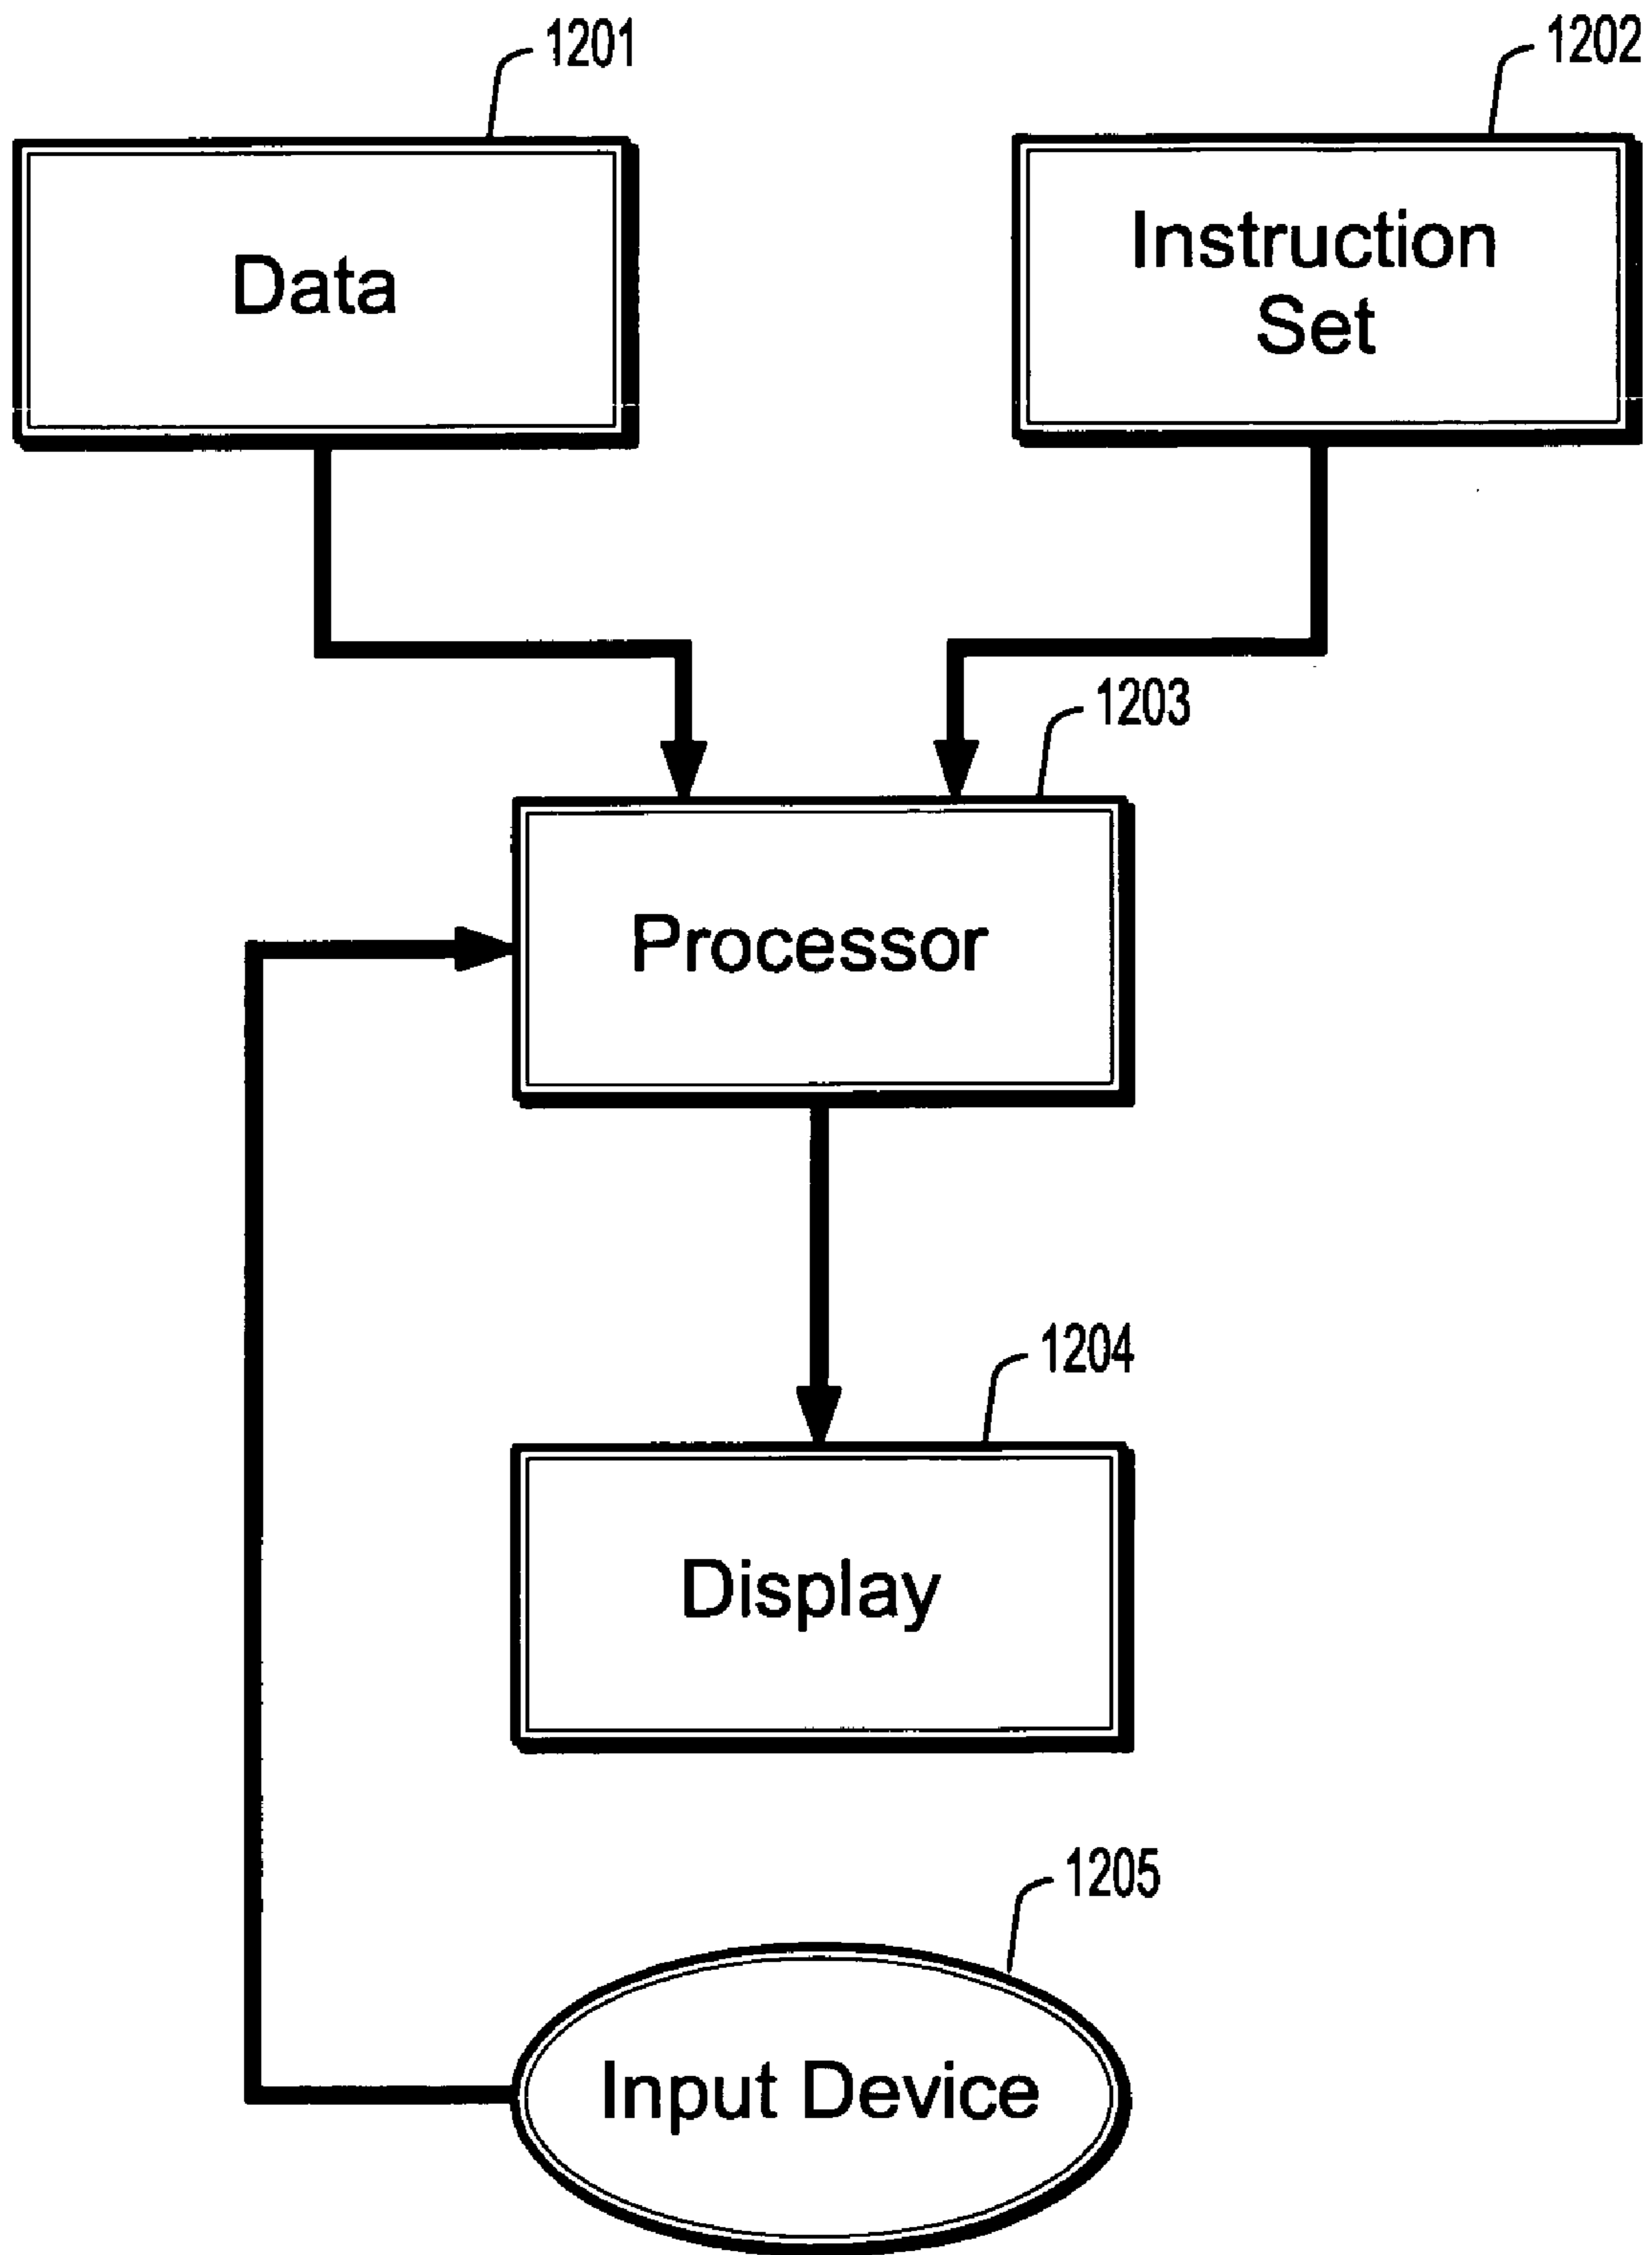 1201
1202
Data
Instruction
Set
1203
Processor
1204
Display
1205
Input Device